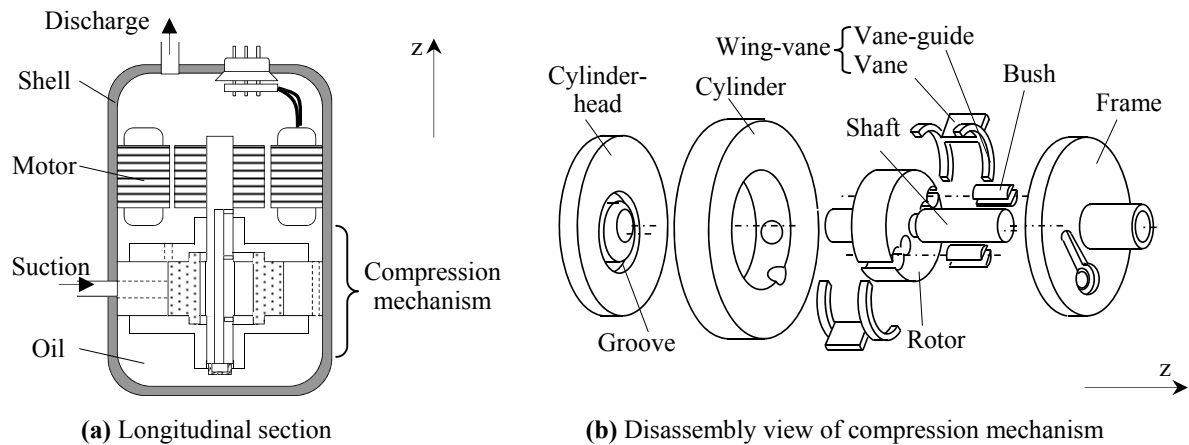 Discharge
z
Shell
Motor
Suction
Compression
mechanism
Oil
(a) Longitudinal section
Wing-vane
Vane-guide
Vane
Bush
Cylinder-
head
Cylinder
Frame
Shaft
Groove
Rotor
z
(b) Disassembly view of compression mechanism